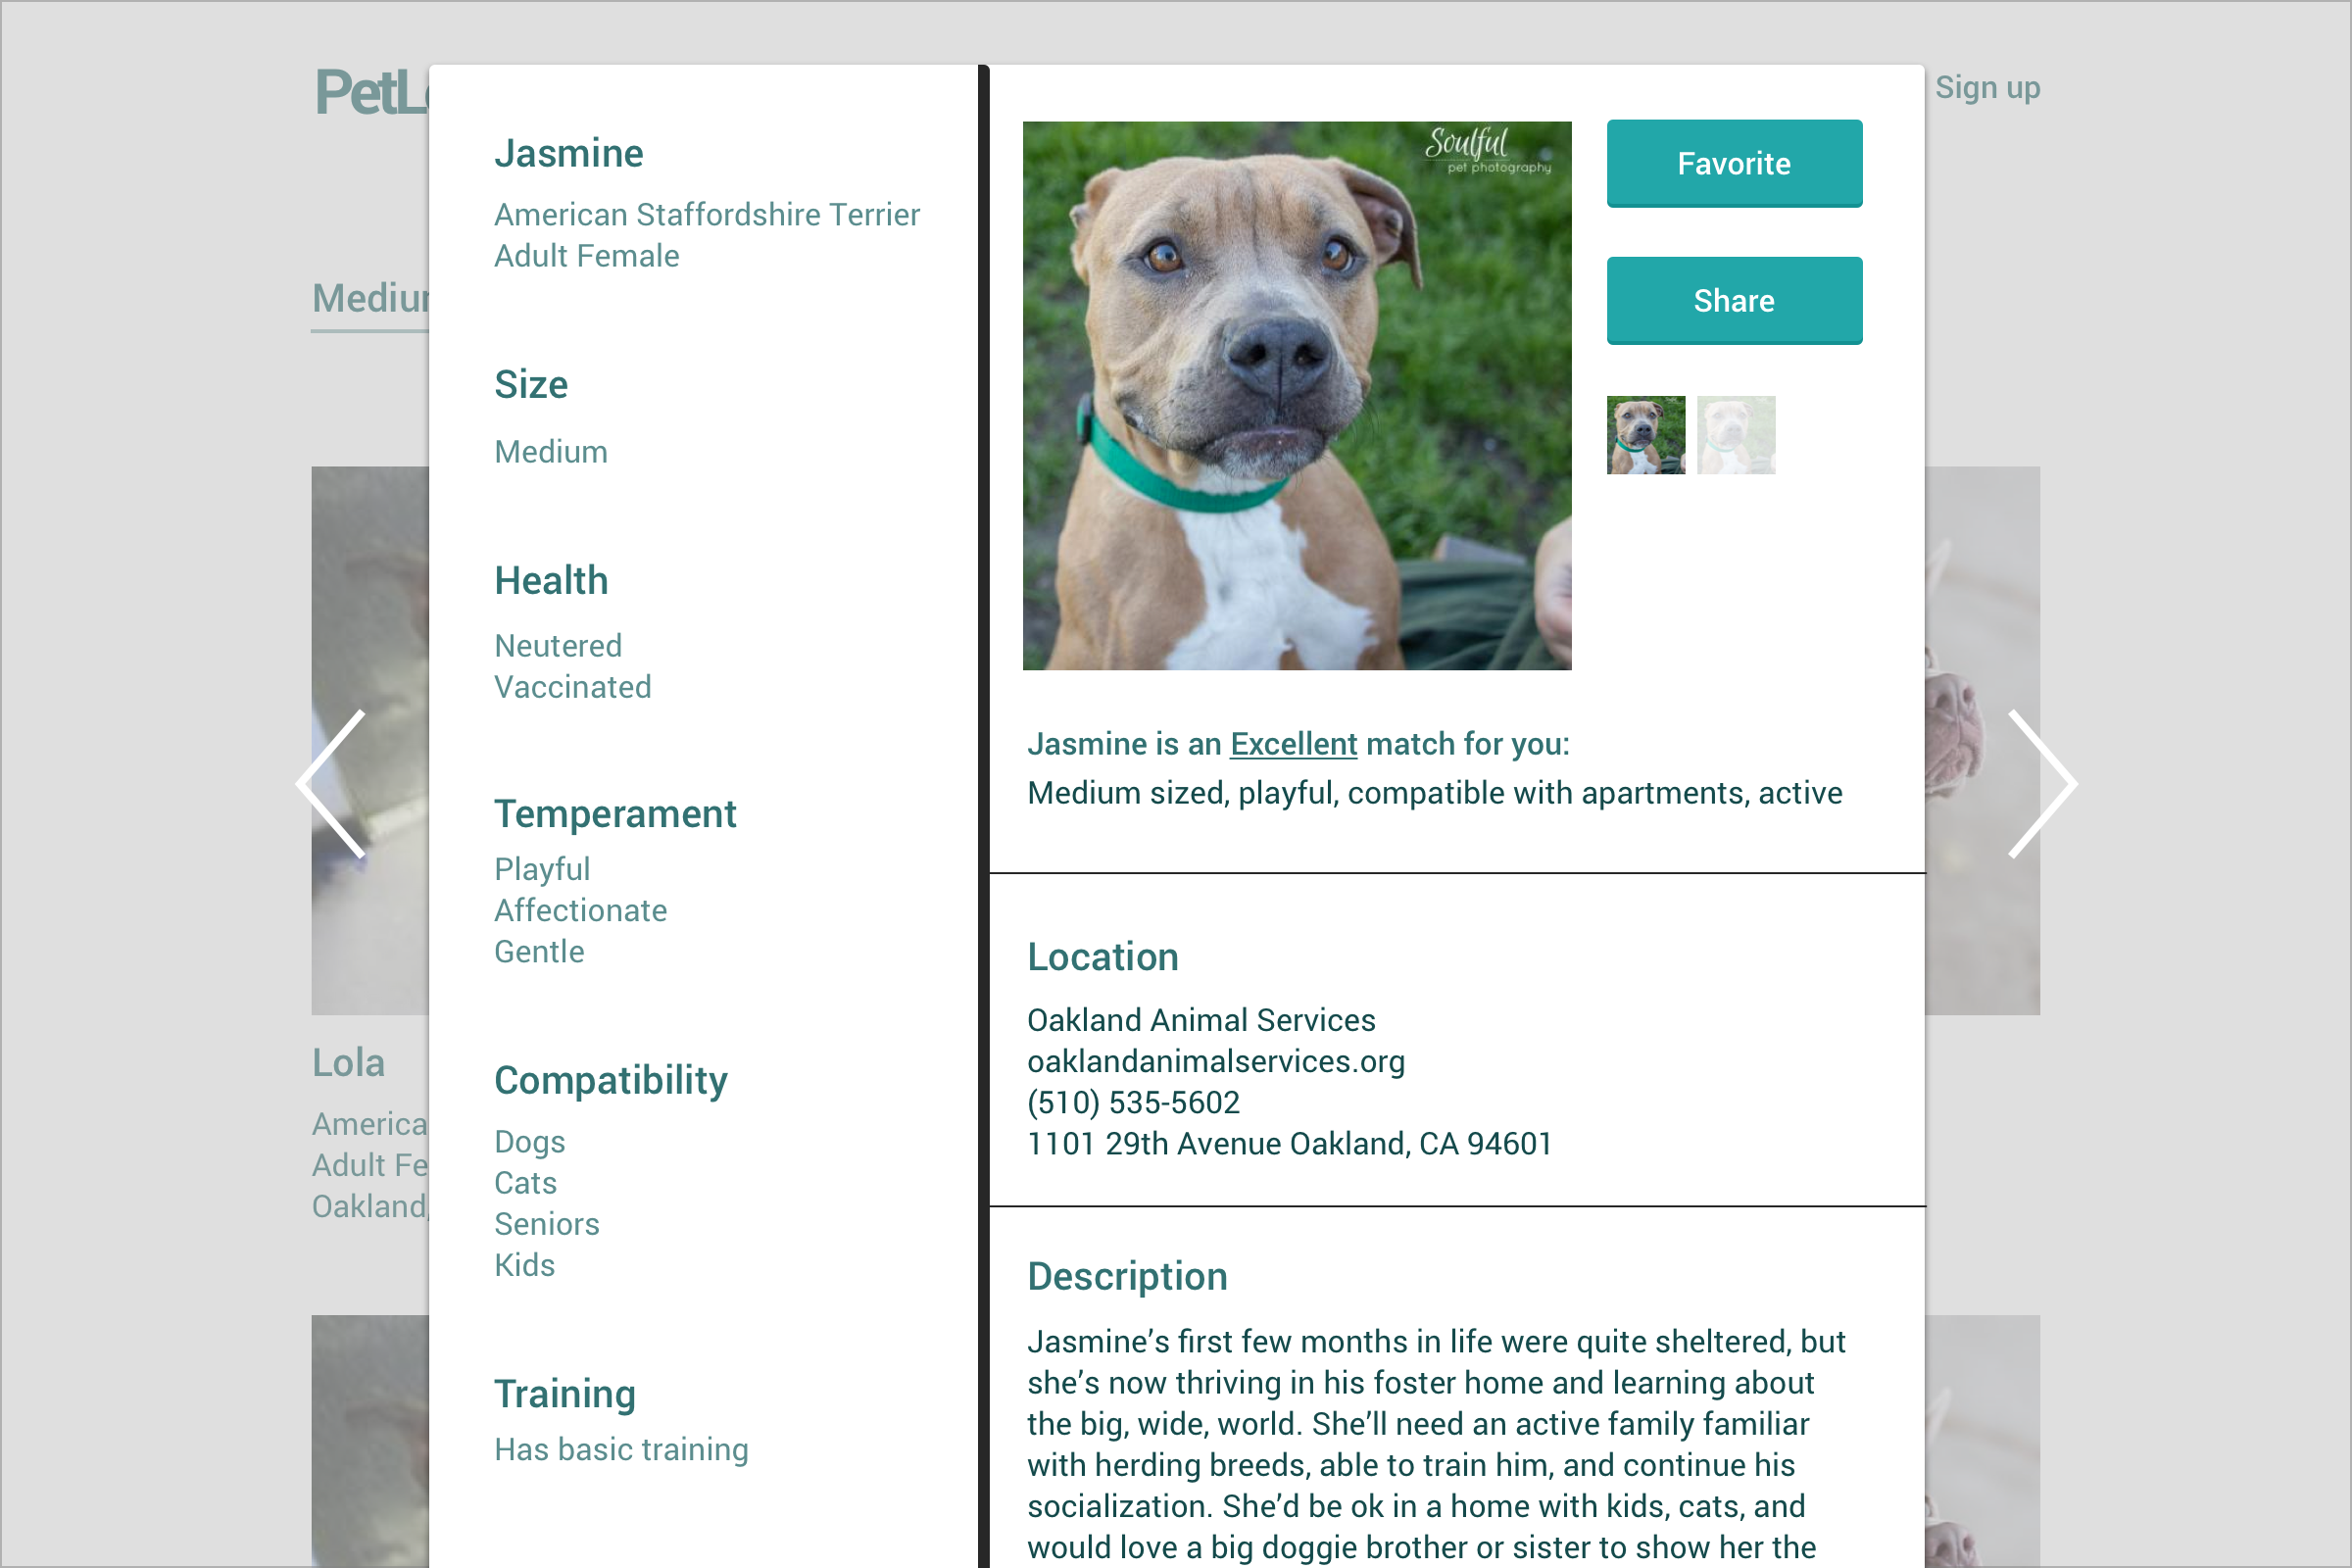 PetL
Sign up
Jasmine
American Staffordshire Terrier
Adult Female
Size
Medium
Health
Neutered
Vaccinated
Temperament
Playful
Affectionate
Gentle
Compatibility
Dogs
Cats
Seniors
Kids
Training
Has basic training
Soulful
pet photography
Favorite
Share
Jasmine is an Excellent match for you:
Medium sized, playful, compatible with apartments, active
Location
Oakland Animal Services
oaklandanimalservices.org
(510) 535-5602
1101 29th Avenue Oakland, CA 94601
Description
Jasmine’s first few months in life were quite sheltered, but
she’s now thriving in his foster home and learning about
the big, wide, world. She’ll need an active family familiar
with herding breeds, able to train him, and continue his
socialization. She’d be ok in a home with kids, cats, and
would love a big doggie brother or sister to show her the
Lola
America
Adult Fe
Oakland,